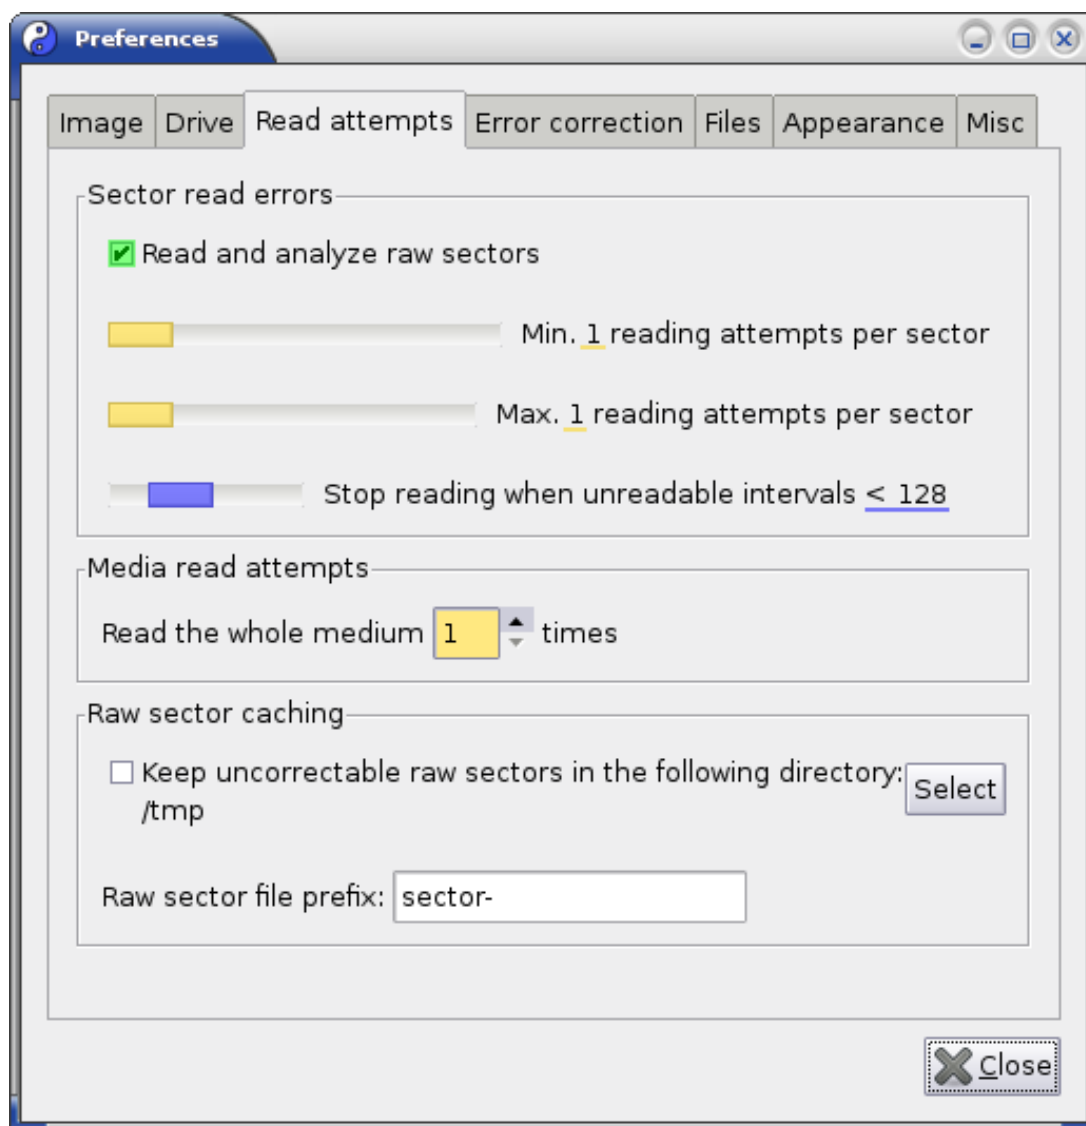 Preferences
Image Drive Read attempts Error correction Files Appearance Misc
Sector read errors
Read and analyze raw sectors
Min. 1 reading attempts per sector
Max. 1 reading attempts per sector
Stop reading when unreadable intervals < 128
Media read attempts
Read the whole medium 1 times
Raw sector caching
Keep uncorrectable raw sectors in the following directory: Select
/tmp
Raw sector file prefix: sector-
Close